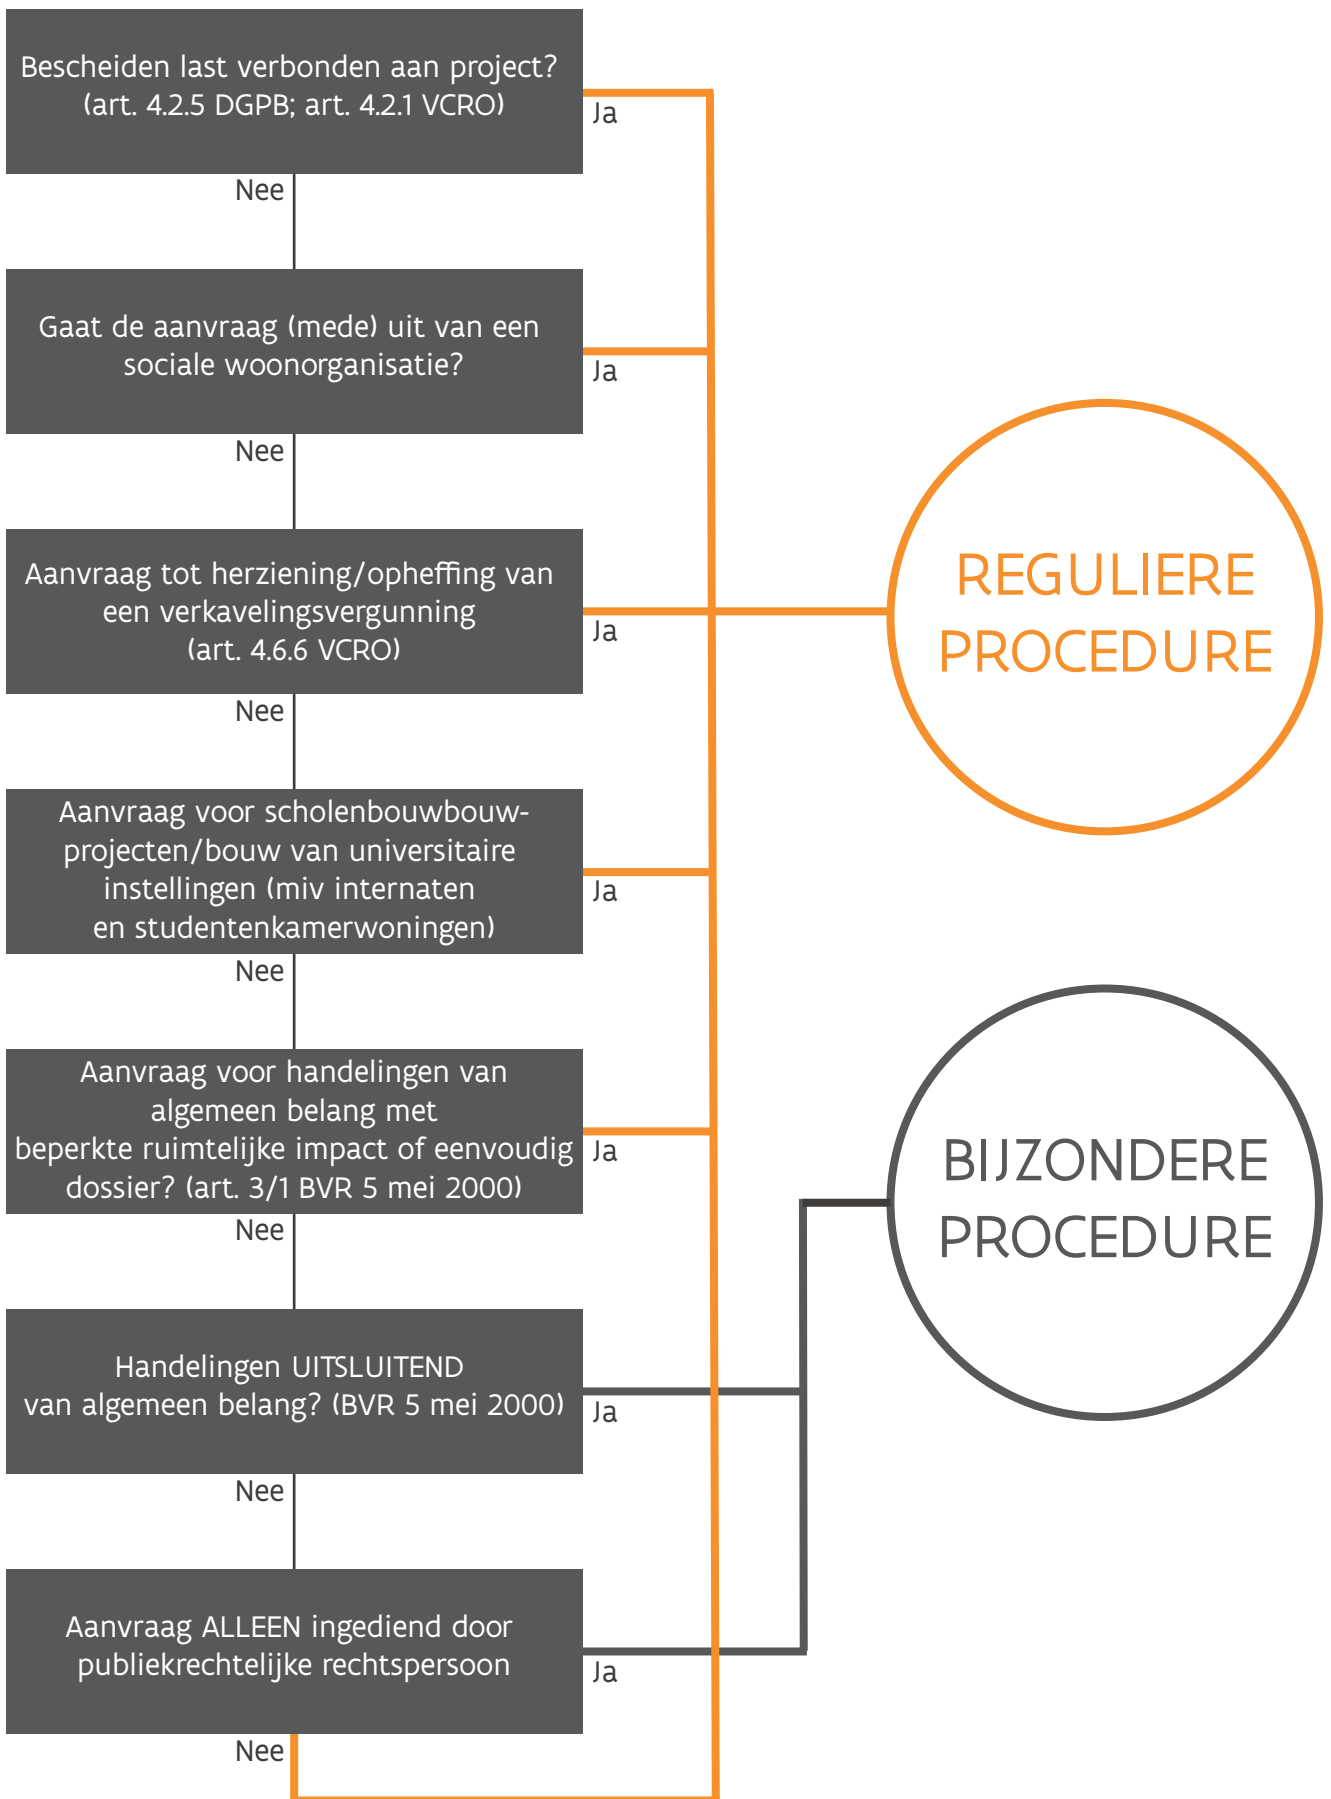 Bescheiden last verbonden aan project?
(art. 4.2.5 DGPB; art. 4.2.1 VCRO)
Ja
Nee
Gaat de aanvraag (mede) uit van een
sociale woonorganisatie?
Ja
Nee
Aanvraag tot herziening/opheffing van
een verkavelingsvergunning
(art. 4.6.6 VCRO)
Ja
Nee
REGULIERE
PROCEDURE
Aanvraag voor scholenbouwbouw-
projecten/bouw van universitaire
instellingen (miv internaten
en studentenkamerwoningen)
Ja
Nee
Aanvraag voor handelingen van
algemeen belang met
beperkte ruimtelijke impact of eenvoudig
dossier? (art. 3/1 BVR 5 mei 2000)
Ja
Nee
BIJZONDERE
PROCEDURE
Handelingen UITSLUITEND
van algemeen belang? (BVR 5 mei 2000)
Ja
Nee
Aanvraag ALLEEN ingediend door
publiekrechtelijke rechtspersoon
Ja
Nee